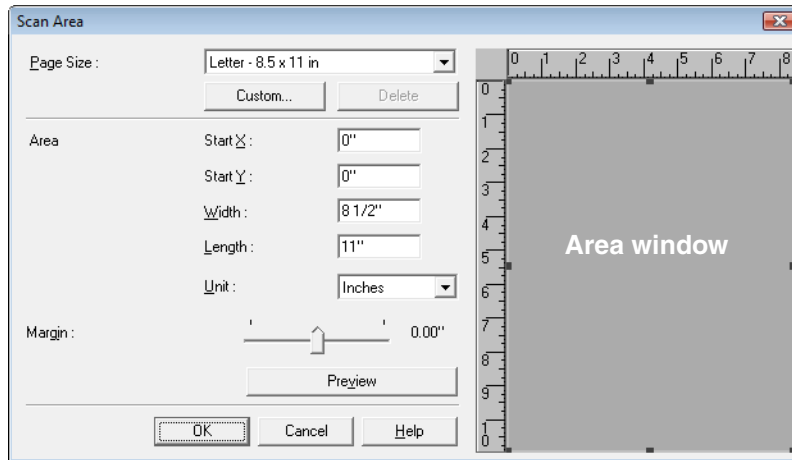 Scan Area
Page Size : Letter - 8.5 x 11 in
Custom... Delete
Area Start X : 0"
Start Y : 0"
Width : 8 1/2"
Length : 11"
Unit : Inches
Margin : 0.00"
Preview
OK Cancel Help
0 1 2 3 4 5 6 7 8
0
1
2
3
4
5
6
7
8
9
10
Area window